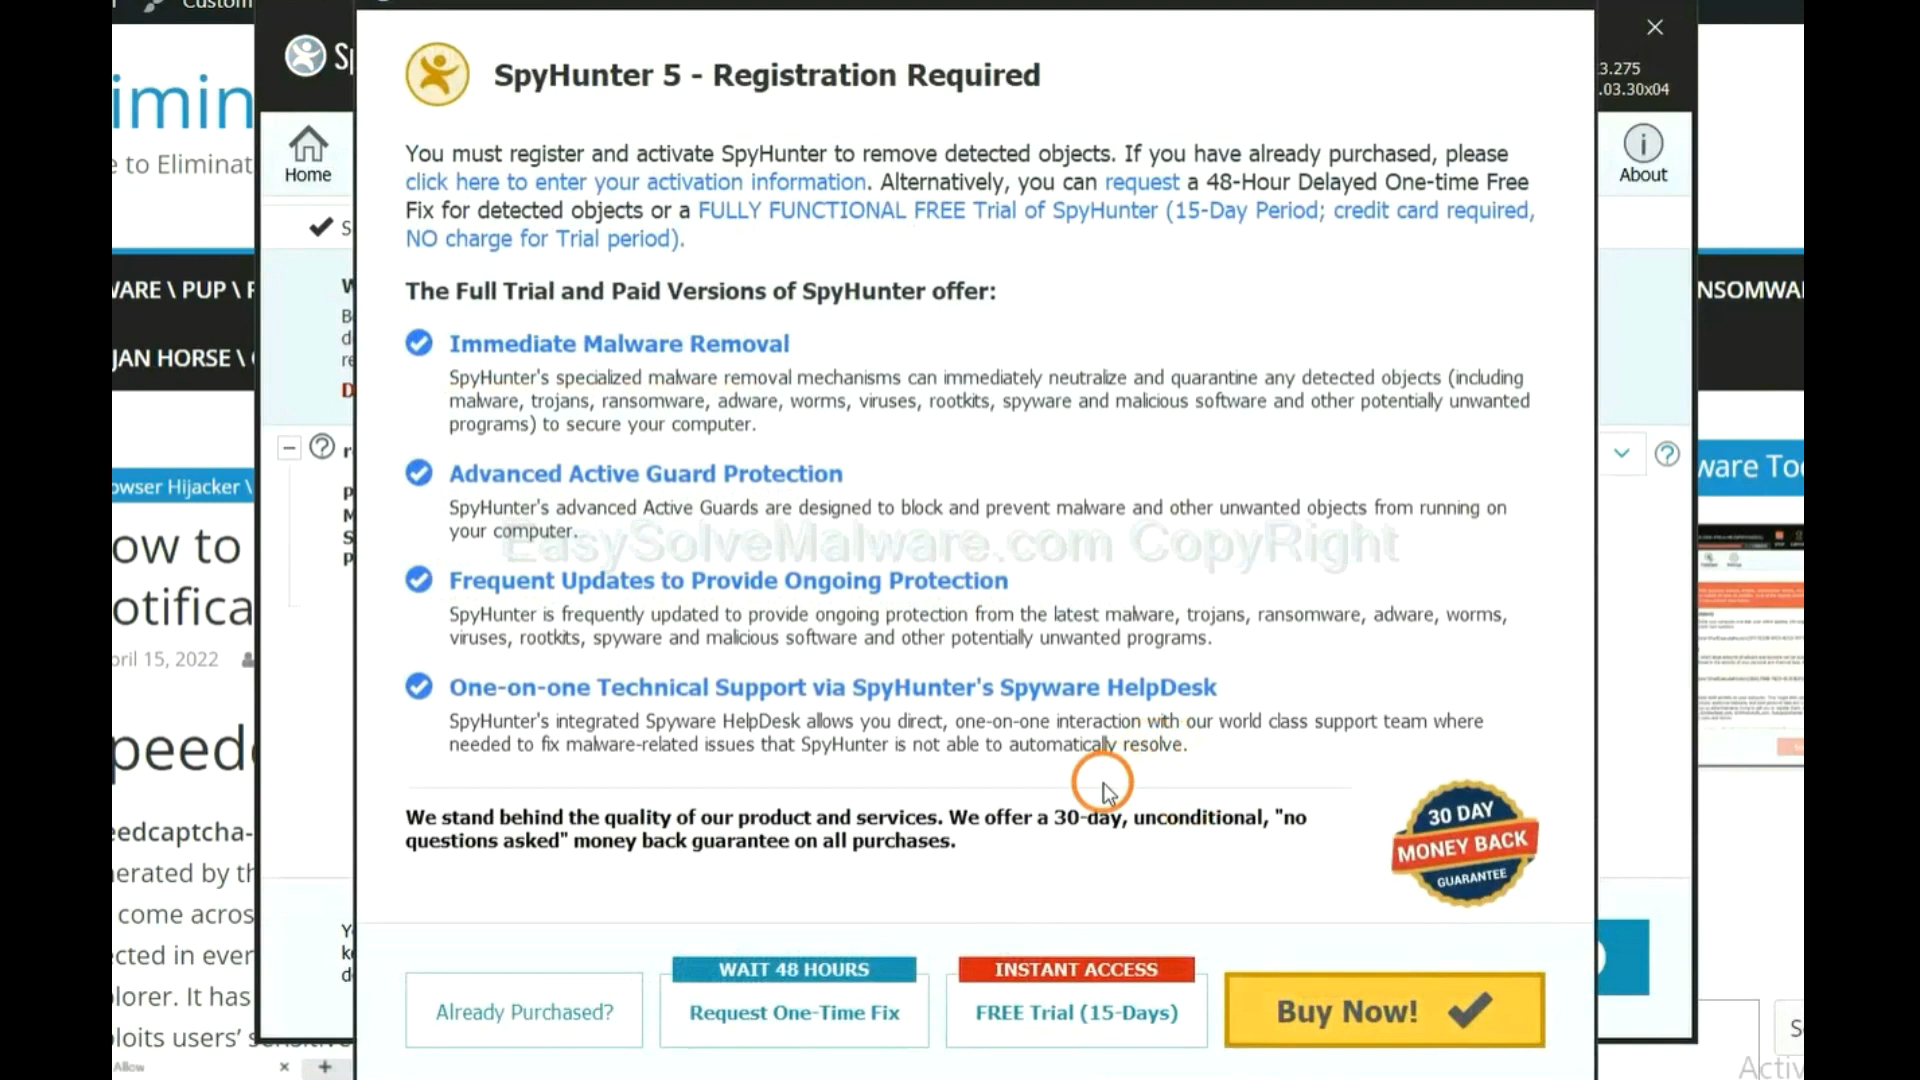 Custom
Sp
SpyHunter 5 - Registration Required
3.275
.03.30x04
imin
e to Eliminat
Home
About
You must register and activate SpyHunter to remove detected objects. If you have already purchased, please
click here to enter your activation information. Alternatively, you can request a 48-Hour Delayed One-time Free
Fix for detected objects or a FULLY FUNCTIONAL FREE Trial of SpyHunter (15-Day Period; credit card required,
NO charge for Trial period).
S
WARE \ PUP \ R
NSOMWAR
The Full Trial and Paid Versions of SpyHunter offer:
Immediate Malware Removal
SpyHunter's specialized malware removal mechanisms can immediately neutralize and quarantine any detected objects (including
malware, trojans, ransomware, adware, worms, viruses, rootkits, spyware and malicious software and other potentially unwanted
programs) to secure your computer.
JAN HORSE \
Advanced Active Guard Protection
SpyHunter's advanced Active Guards are designed to block and prevent malware and other unwanted objects from running on
your computer.
EasySolveMalware.com CopyRight
owser Hijacker \
ware Too
Frequent Updates to Provide Ongoing Protection
SpyHunter is frequently updated to provide ongoing protection from the latest malware, trojans, ransomware, adware, worms,
viruses, rootkits, spyware and malicious software and other potentially unwanted programs.
ow to
otifica
pril 15, 2022
One-on-one Technical Support via SpyHunter's Spyware HelpDesk
SpyHunter's integrated Spyware HelpDesk allows you direct, one-on-one interaction with our world class support team where
needed to fix malware-related issues that SpyHunter is not able to automatically resolve.
peedc
We stand behind the quality of our product and services. We offer a 30-day, unconditional, "no
questions asked" money back guarantee on all purchases.
30 DAY
MONEY BACK
GUARANTEE
eedcaptcha-
nerated by th
come acros
cted in ever
lorer. It has
ploits users' s
Allow
Already Purchased?
WAIT 48 HOURS
Request One-Time Fix
INSTANT ACCESS
FREE Trial (15-Days)
Buy Now!
S
Activ